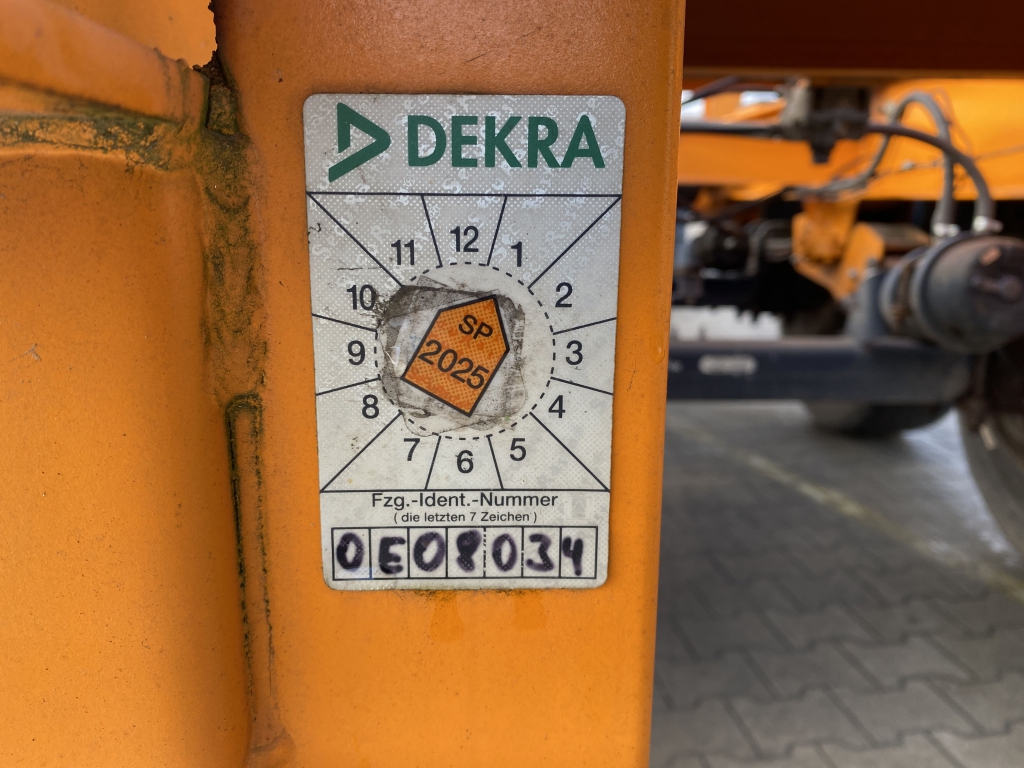 DEKRA
12
11
1
10
2
SP
9
3
2025
8
4
7
5
6
Fzg.-Ident.-Nummer
( die letzten 7 Zeichen )
0E08034